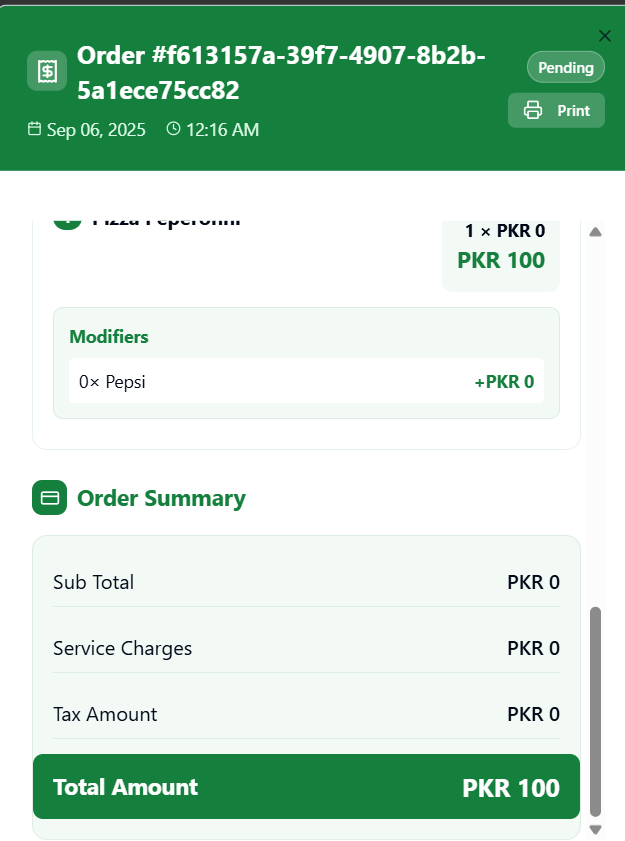 Order #f613157a-39f7-4907-8b2b-
5a1ece75cc82
Pending
Print
Sep 06, 2025 12:16 AM
Pizza Peperonni
1 × PKR 0
PKR 100
Modifiers
0× Pepsi +PKR 0
Order Summary
Sub Total PKR 0
Service Charges PKR 0
Tax Amount PKR 0
Total Amount PKR 100